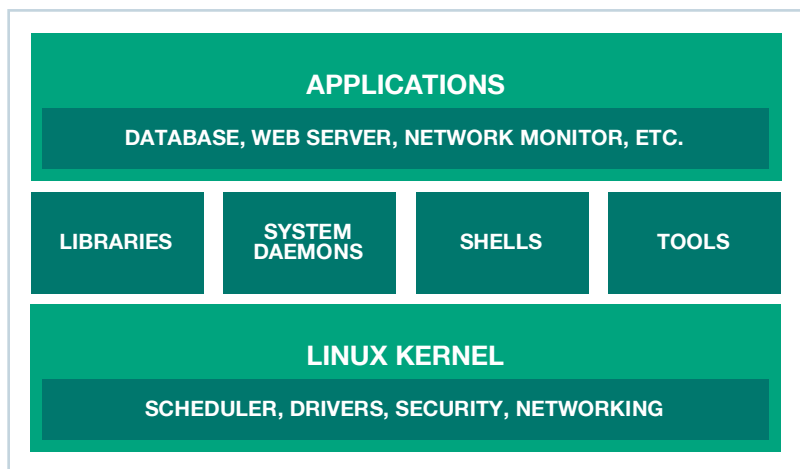 APPLICATIONS
DATABASE, WEB SERVER, NETWORK MONITOR, ETC.
LIBRARIES
SYSTEM
DAEMONS
SHELLS
TOOLS
LINUX KERNEL
SCHEDULER, DRIVERS, SECURITY, NETWORKING